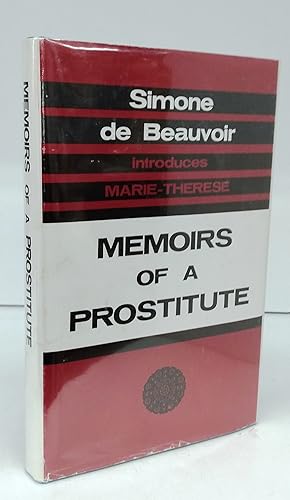 Simone
de Beauvoir
introduces
MARIE-THERESE
MEMOIRS
OF A
PROSTITUTE
MEMOIRS OF A PROSTITUTE